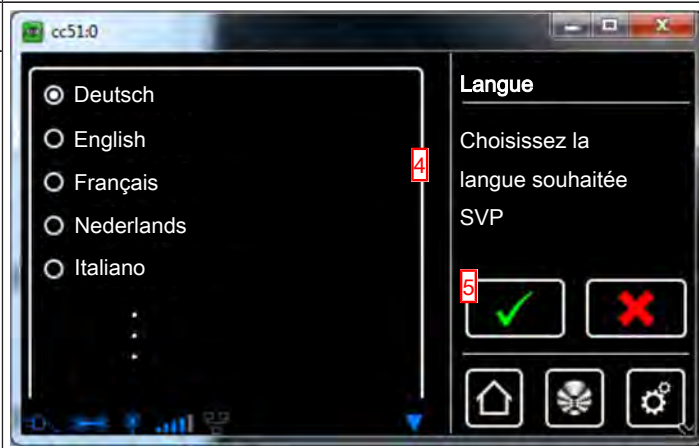 cc51:0
Deutsch
English
Français
Nederlands
Italiano
4
Langue
Choisissez la
langue souhaitée
SVP
5